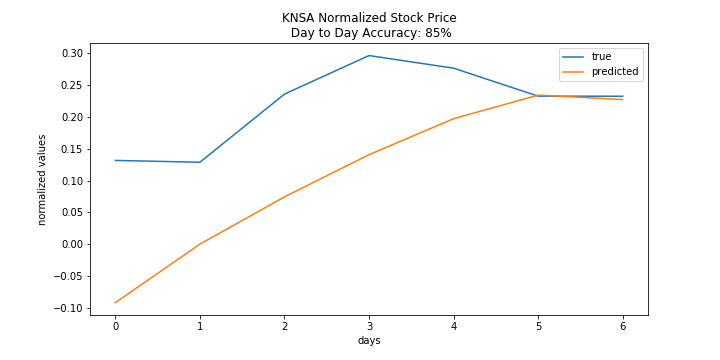 KNSA Normalized Stock Price
Day to Day Accuracy: 85%
true
predicted
0.30
0.25
0.20
0.15
0.10
0.05
0.00
−0.05
−0.10
normalized values
0 1 2 3 4 5 6
days